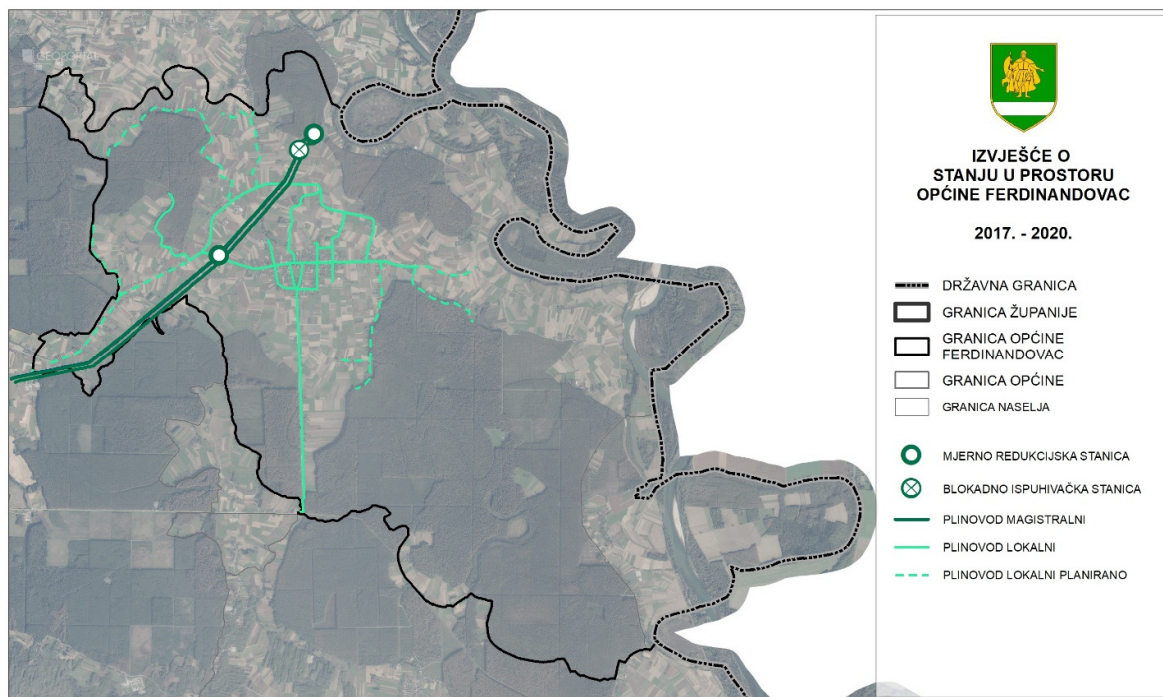 GEOPORTAL
IZVJEŠĆE O
STANJU U PROSTORU
OPĆINE FERDINANDOVAC
2017. - 2020.
DRŽAVNA GRANICA
GRANICA ŽUPANIJE
GRANICA OPĆINE
FERDINANDOVAC
GRANICA OPĆINE
GRANICA NASELJA
MJERNO REDUKCIJSKA STANICA
BLOKADNO ISPUHIVAČKA STANICA
PLINOVOD MAGISTRALNI
PLINOVOD LOKALNI
PLINOVOD LOKALNI PLANIRANO